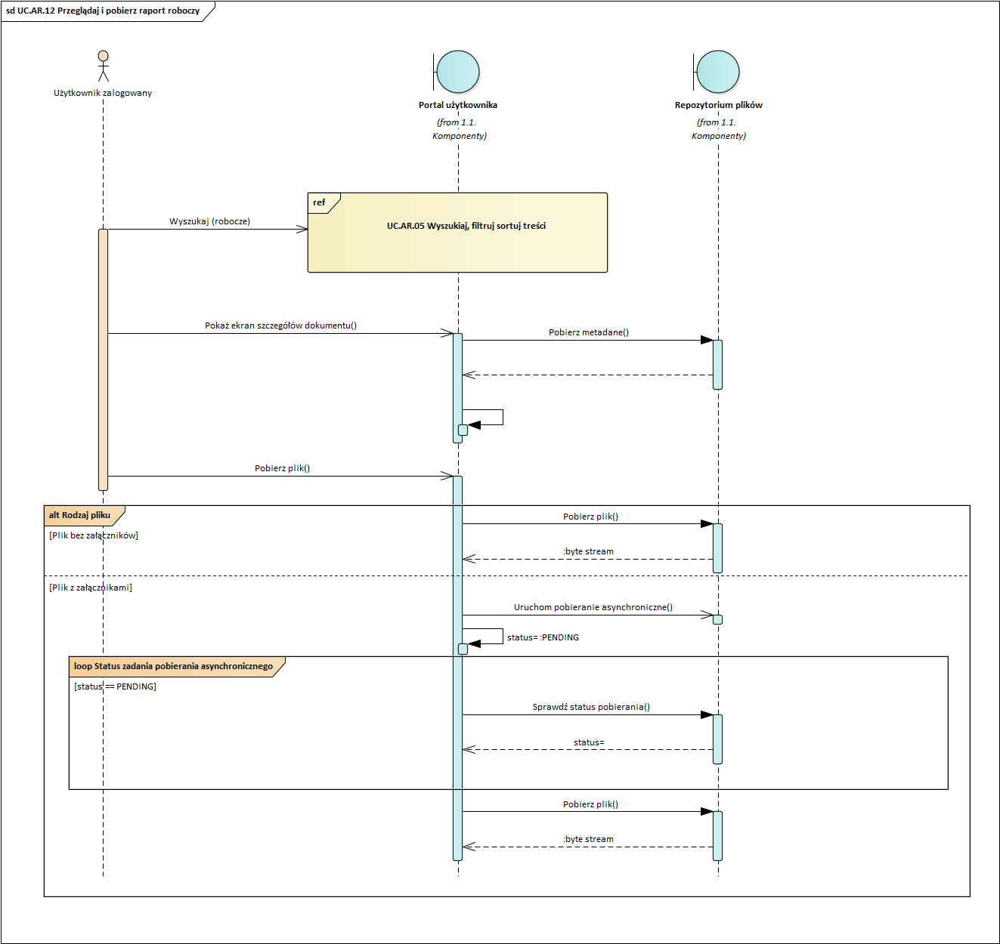 sd UC.AR.12 Przeglądaj i pobierz raport roboczy
Użytkownik zalogowany
Portal użytkownika
(from 1.1.
Komponenty)
Repozytorium plików
(from 1.1.
Komponenty)
ref
UC.AR.05 Wyszukiaj, filtruj sortuj treści
Wyszukaj (robocze)
Pokaż ekran szczegółów dokumentu()
Pobierz metadane()
Pobierz plik()
alt Rodzaj pliku
[Plik bez załączników]
Pobierz plik()
:byte stream
[Plik z załącznikami]
Uruchom pobieranie asynchroniczne()
status= :PENDING
loop Status zadania pobierania asynchronicznego
[status == PENDING]
Sprawdź status pobierania()
status=
Pobierz plik()
:byte stream